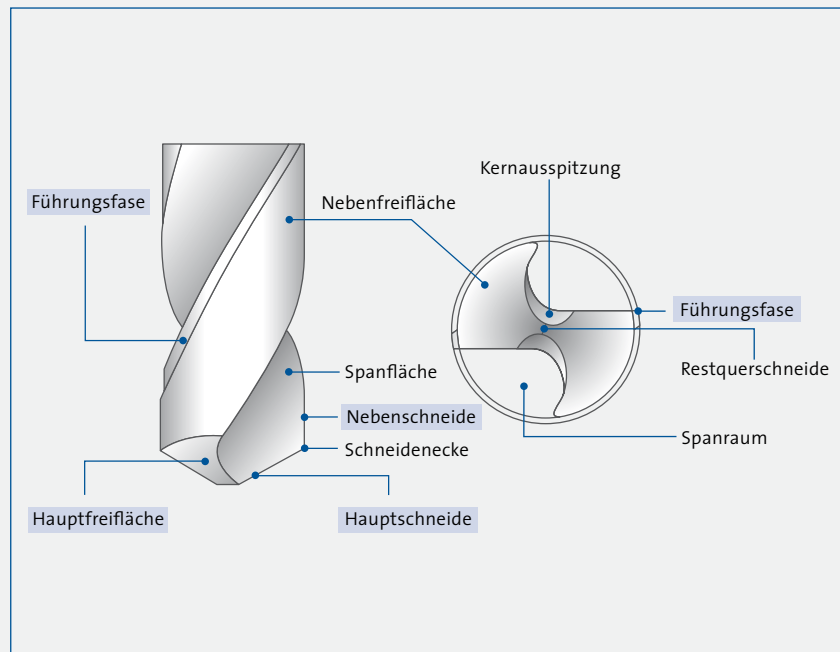 Kernausspitzung
Führungsfase
Nebenfreifläche
Führungsfase
Restquerschneide
Spanfläche
Nebenschneide
Spanraum
Schneidenecke
Hauptfreifläche
Hauptschneide